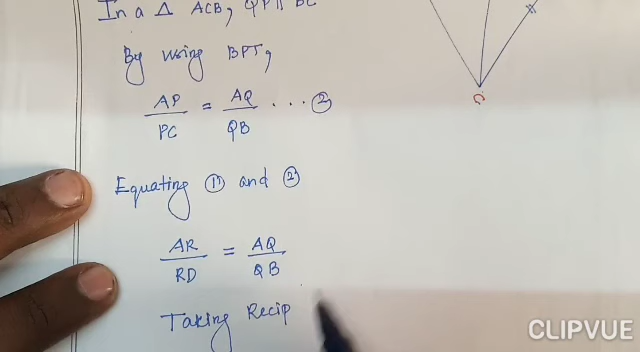 In a Δ ACB, QP || BC
By using BPT,
AP/PC = AQ/QB ... ②
Equating ① and ②
AR/RD = AQ/QB
Taking Recip
C
CLIPVUE